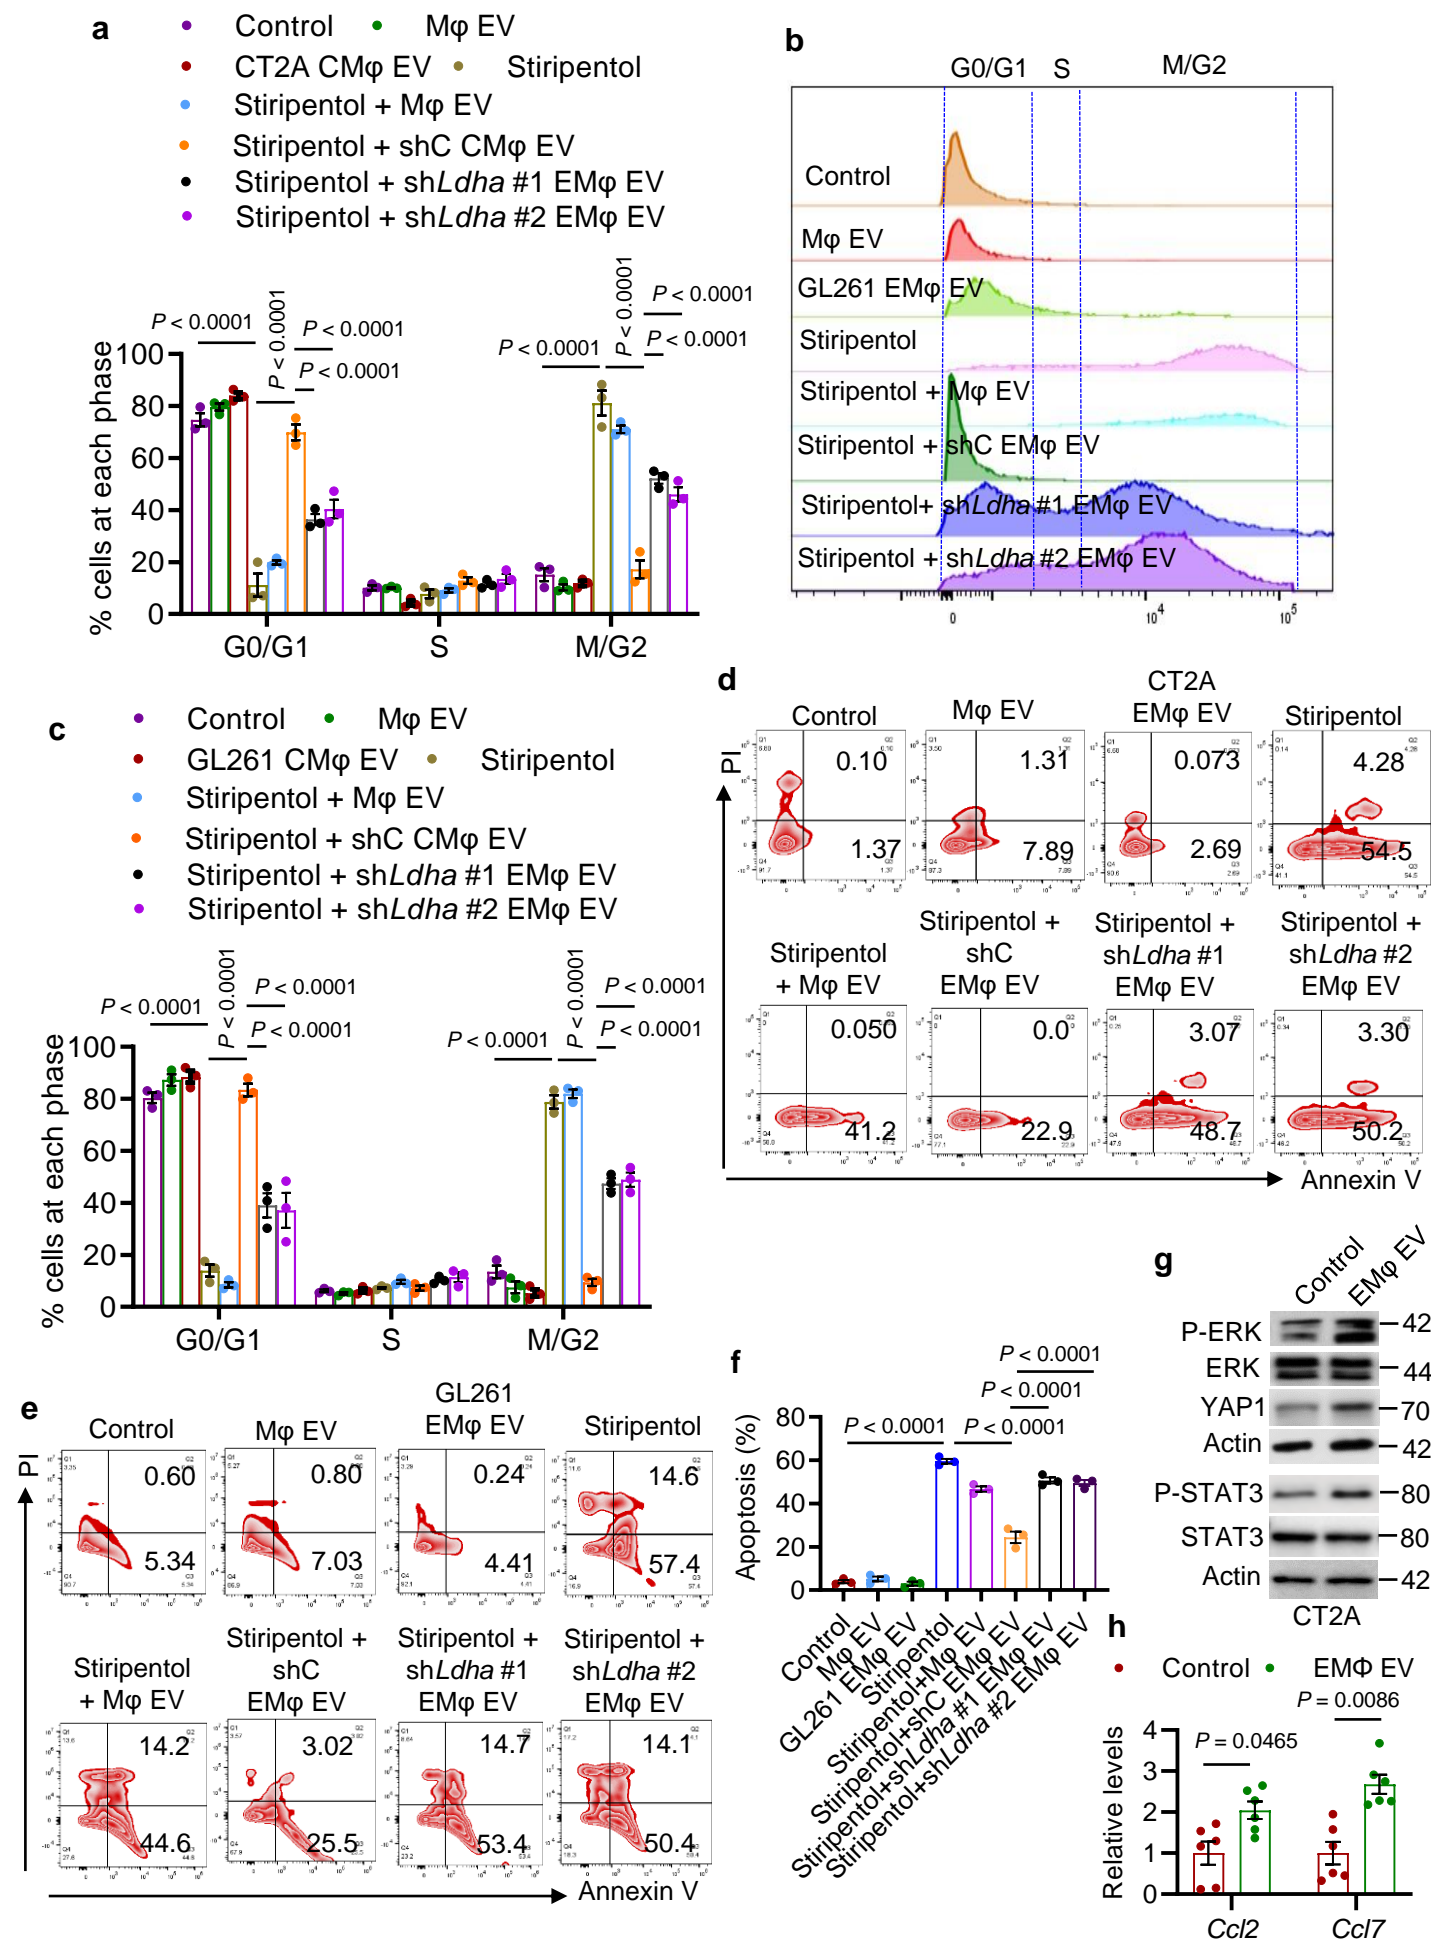 a
Control
Mφ EV
CT2A CMφ EV
Stiripentol
Stiripentol + Mφ EV
Stiripentol + shC CMφ EV
Stiripentol + shLdha #1 EMφ EV
Stiripentol + shLdha #2 EMφ EV
P < 0.0001
P < 0.0001
P < 0.0001
P < 0.0001
P < 0.0001
P < 0.0001
P < 0.0001
P < 0.0001
% cells at each phase
100
80
60
40
20
0
G0/G1
S
M/G2
b
G0/G1 S M/G2
Control
Mφ EV
GL261 EMφ EV
Stiripentol
Stiripentol + Mφ EV
Stiripentol + shC EMφ EV
Stiripentol+ shLdha #1 EMφ EV
Stiripentol + shLdha #2 EMφ EV
0
10⁴
10⁵
c
Control
Mφ EV
GL261 CMφ EV
Stiripentol
Stiripentol + Mφ EV
Stiripentol + shC CMφ EV
Stiripentol + shLdha #1 EMφ EV
Stiripentol + shLdha #2 EMφ EV
P < 0.0001
P < 0.0001
P < 0.0001
P < 0.0001
P < 0.0001
P < 0.0001
P < 0.0001
P < 0.0001
% cells at each phase
100
80
60
40
20
0
G0/G1
S
M/G2
d
Control
Mφ EV
CT2A
EMφ EV
Stiripentol
PI
0.10
1.37
1.31
7.89
0.073
2.69
4.28
54.5
Stiripentol
+ Mφ EV
Stiripentol +
shC
EMφ EV
Stiripentol +
shLdha #1
EMφ EV
Stiripentol +
shLdha #2
EMφ EV
0.050
41.2
0.0
22.9
3.07
48.7
3.30
50.2
Annexin V
e
Control
Mφ EV
GL261
EMφ EV
Stiripentol
PI
0.60
5.34
0.80
7.03
0.24
4.41
14.6
57.4
Stiripentol
+ Mφ EV
Stiripentol +
shC
EMφ EV
Stiripentol +
shLdha #1
EMφ EV
Stiripentol +
shLdha #2
EMφ EV
14.2
44.6
3.02
25.5
14.7
53.4
14.1
50.4
Annexin V
f
P < 0.0001
P < 0.0001
P < 0.0001
P < 0.0001
Apoptosis (%)
80
60
40
20
0
Control
Mφ EV
GL261 EMφ EV
Stiripentol
Stiripentol+Mφ EV
Stiripentol+shC EMφ EV
Stiripentol+shLdha #1 EMφ EV
Stiripentol+shLdha #2 EMφ EV
g
Control
EMφ EV
P-ERK 42
ERK 44
YAP1 70
Actin 42
P-STAT3 80
STAT3 80
Actin 42
CT2A
h
Control
EMΦ EV
P = 0.0086
P = 0.0465
Relative levels
4
3
2
1
0
Ccl2
Ccl7